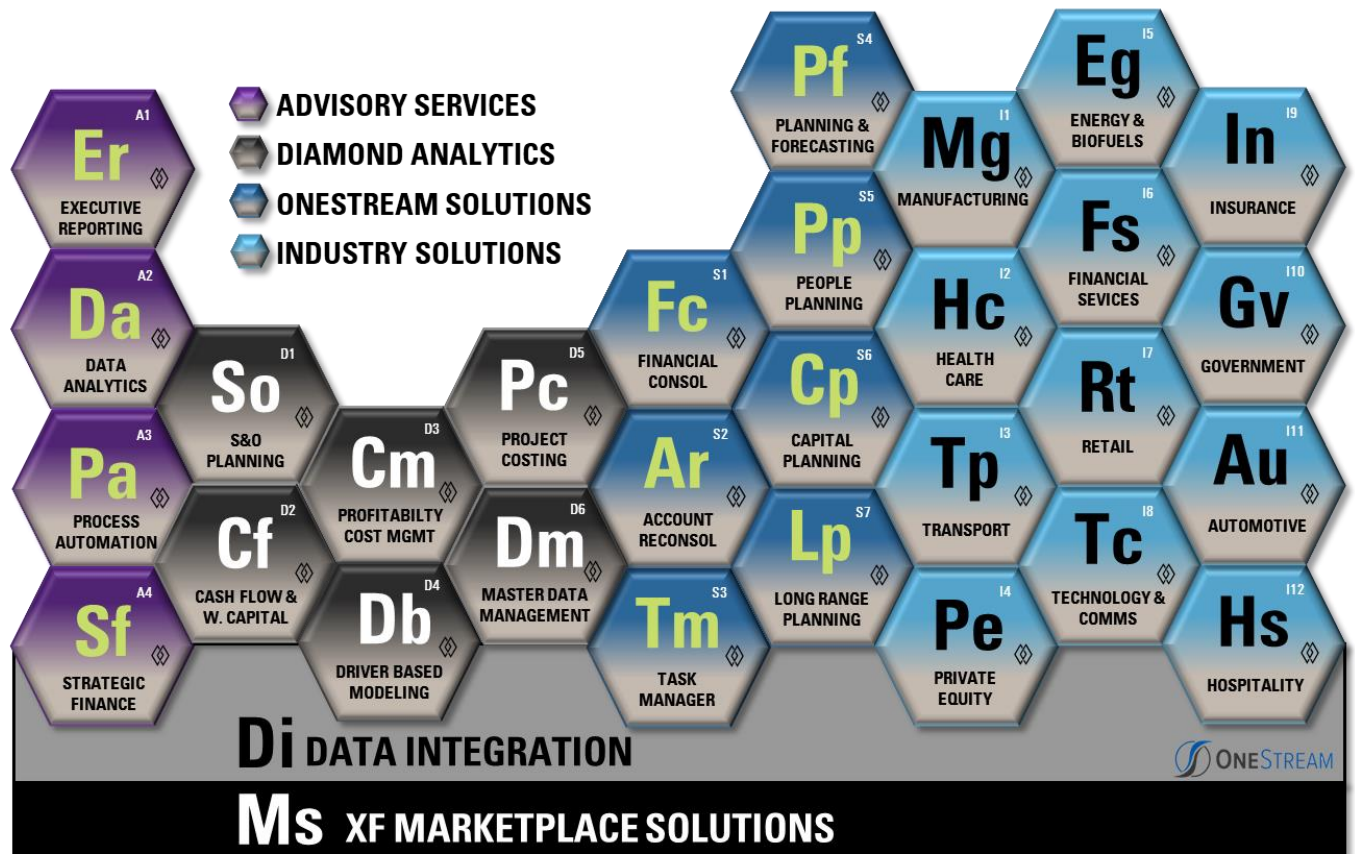 ADVISORY SERVICES
DIAMOND ANALYTICS
ONESTREAM SOLUTIONS
INDUSTRY SOLUTIONS
A1
Er
EXECUTIVE
REPORTING
A2
Da
DATA
ANALYTICS
A3
Pa
PROCESS
AUTOMATION
A4
Sf
STRATEGIC
FINANCE
D1
So
S&O
PLANNING
D2
Cf
CASH FLOW &
W. CAPITAL
D3
Cm
PROFITABILTY
COST MGMT
D4
Db
DRIVER BASED
MODELING
D5
Pc
PROJECT
COSTING
D6
Dm
MASTER DATA
MANAGEMENT
S1
Fc
FINANCIAL
CONSOL
S2
Ar
ACCOUNT
RECONSOL
S3
Tm
TASK
MANAGER
S4
Pf
PLANNING &
FORECASTING
S5
Pp
PEOPLE
PLANNING
S6
Cp
CAPITAL
PLANNING
S7
Lp
LONG RANGE
PLANNING
I1
Mg
MANUFACTURING
I2
Hc
HEALTH
CARE
I3
Tp
TRANSPORT
I4
Pe
PRIVATE
EQUITY
I5
Eg
ENERGY &
BIOFUELS
I6
Fs
FINANCIAL
SEVICES
I7
Rt
RETAIL
I8
Tc
TECHNOLOGY &
COMMS
I9
In
INSURANCE
I10
Gv
GOVERNMENT
I11
Au
AUTOMOTIVE
I12
Hs
HOSPITALITY
Di DATA INTEGRATION
ONESTREAM
Ms XF MARKETPLACE SOLUTIONS